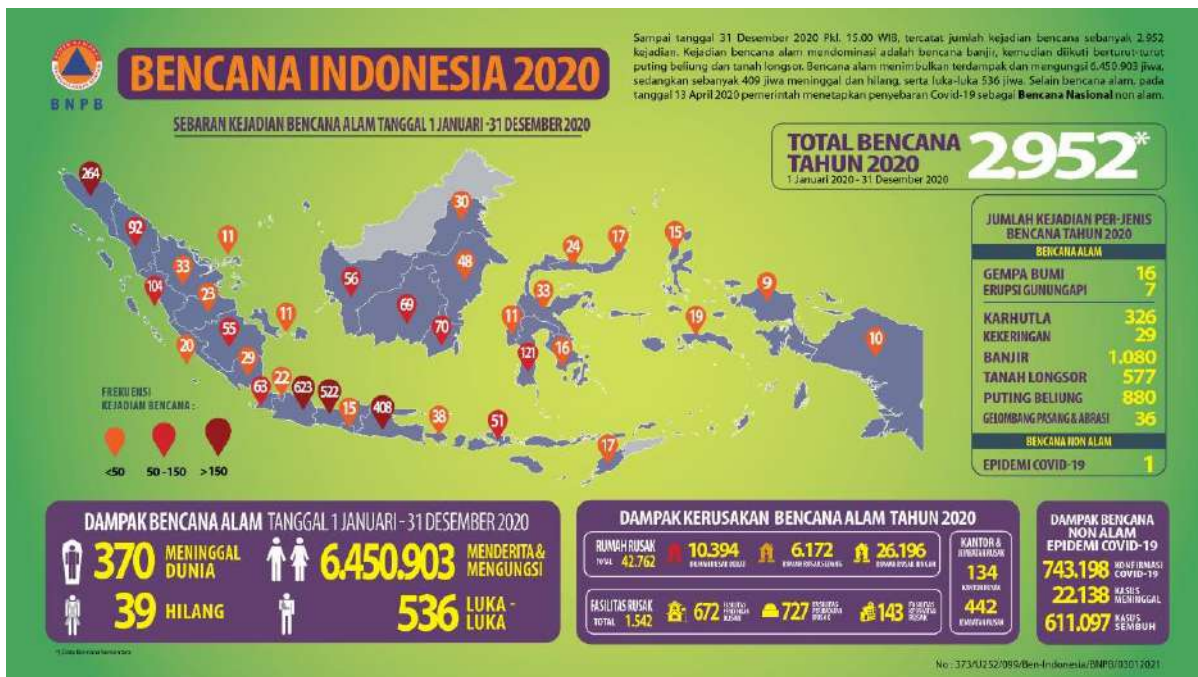 BNPB
BENCANA INDONESIA 2020
SEBARAN KEJADIAN BENCANA ALAM TANGGAL 1 JANUARI -31 DESEMBER 2020
Sampai tanggal 31 Desember 2020 Pkl. 15.00 WIB, tercatat jumlah kejadian bencana sebanyak 2.952
kejadian. Kejadian bencana alam mendominasi adalah bencana banjir, kemudian diikuti berturut-turut
puting beliung dan tanah longsor. Bencana alam menimbulkan terdampak dan mengungsi 6.450.903 jiwa,
sedangkan sebanyak 409 jiwa meninggal dan hilang, serta luka-luka 536 jiwa. Selain bencana alam, pada
tanggal 13 April 2020 pemerintah menetapkan penyebaran Covid-19 sebagai Bencana Nasional non alam.
TOTAL BENCANA
TAHUN 2020
1 Januari 2020 - 31 Desember 2020
2.952*
264
92
11
33
104
23
11
55
20
29
63
22
623
522
15
408
38
51
17
30
48
56
69
70
24
17
33
11
121
16
15
19
9
10
FREKUENSI
KEJADIAN BENCANA :
<50
50 -150
>150
JUMLAH KEJADIAN PER-JENIS
BENCANA TAHUN 2020
BENCANA ALAM
GEMPA BUMI 16
ERUPSI GUNUNGAPI 7
KARHUTLA 326
KEKERINGAN 29
BANJIR 1.080
TANAH LONGSOR 577
PUTING BELIUNG 880
GELOMBANG PASANG & ABRASI 36
BENCANA NON ALAM
EPIDEMI COVID-19 1
DAMPAK BENCANA ALAM TANGGAL 1 JANUARI - 31 DESEMBER 2020
370 MENINGGAL DUNIA
6.450.903 MENDERITA & MENGUNGSI
39 HILANG
536 LUKA - LUKA
DAMPAK KERUSAKAN BENCANA ALAM TAHUN 2020
RUMAH RUSAK
TOTAL 42.762
10.394
6.172
26.196
FASILITAS RUSAK
TOTAL 1.542
672
727
143
KANTOR &
JEMBATAN RUSAK
134
KANTOR RUSAK
442
JEMBATAN RUSAK
DAMPAK BENCANA
NON ALAM
EPIDEMI COVID-19
743.198 KONFIRMASI COVID-19
22.138 KASUS MENINGGAL
611.097 KASUS SEMBUH
No : 373/U252/099/Ben-Indonesia/BNPB/03012021